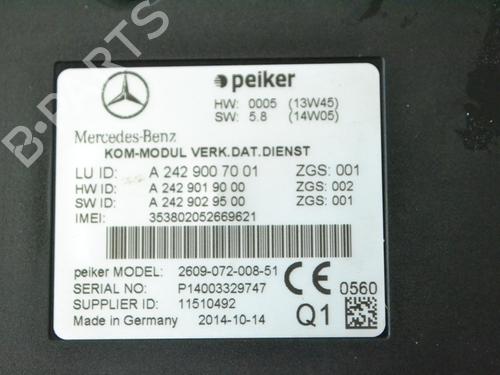 peiker
HW: 0005 (13W45)
SW: 5.8 (14W05)
Mercedes-Benz
KOM-MODUL VERK.DAT.DIENST
LU ID: A 242 900 70 01 ZGS: 001
HW ID: A 242 901 90 00 ZGS: 002
SW ID: A 242 902 95 00 ZGS: 001
IMEI: 353802052669621
peiker MODEL: 2609-072-008-51
SERIAL NO: P14003329747
SUPPLIER ID: 11510492
CE 0560
Made in Germany 2014-10-14 Q1
B-PARTS